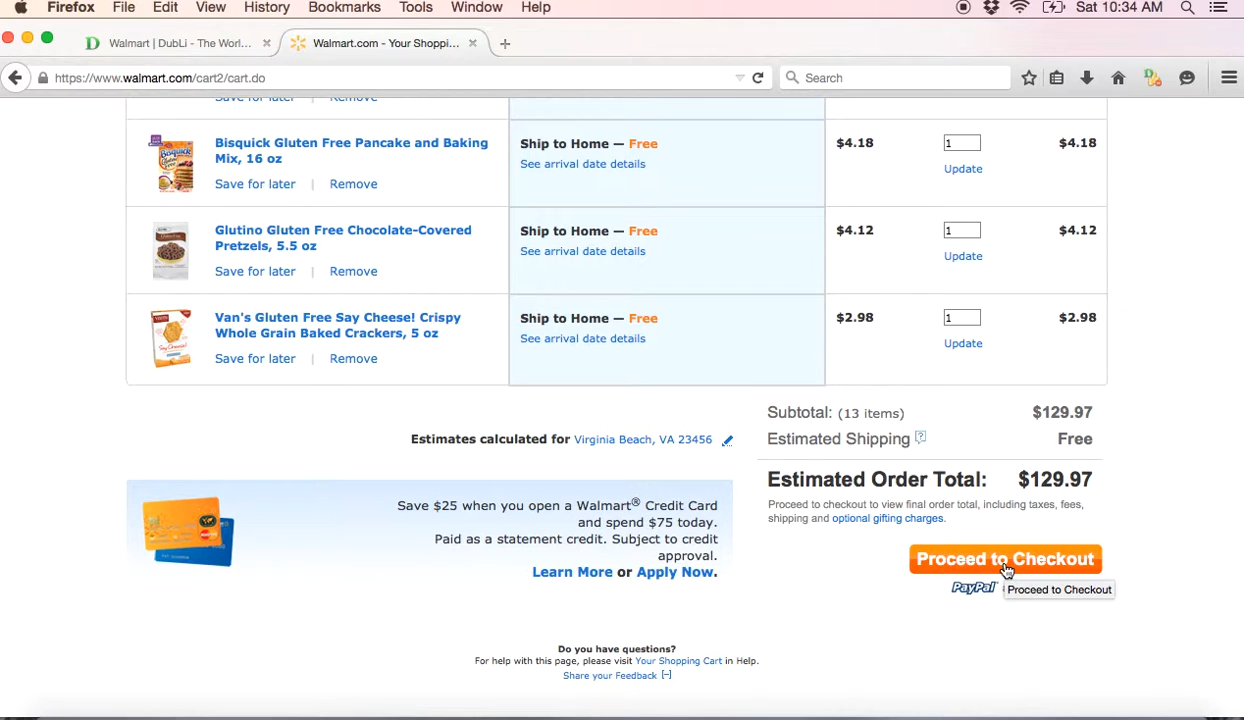 Firefox File Edit View History Bookmarks Tools Window Help Sat 10:34 AM
Walmart | DubLi - The Worl... × Walmart.com - Your Shoppi... × +
https://www.walmart.com/cart2/cart.do Search
Save for later | Remove
Bisquick Gluten Free Pancake and Baking
Mix, 16 oz
Save for later | Remove
Ship to Home — Free
See arrival date details
$4.18 1 $4.18
Update
Glutino Gluten Free Chocolate-Covered
Pretzels, 5.5 oz
Save for later | Remove
Ship to Home — Free
See arrival date details
$4.12 1 $4.12
Update
Van's Gluten Free Say Cheese! Crispy
Whole Grain Baked Crackers, 5 oz
Save for later | Remove
Ship to Home — Free
See arrival date details
$2.98 1 $2.98
Update
Estimates calculated for Virginia Beach, VA 23456
Subtotal: (13 items) $129.97
Estimated Shipping ? Free
Estimated Order Total: $129.97
Proceed to checkout to view final order total, including taxes, fees,
shipping and optional gifting charges.
Proceed to Checkout
PayPal
Proceed to Checkout
Save $25 when you open a Walmart® Credit Card
and spend $75 today.
Paid as a statement credit. Subject to credit
approval.
Learn More or Apply Now.
Do you have questions?
For help with this page, please visit Your Shopping Cart in Help.
Share your Feedback [-]